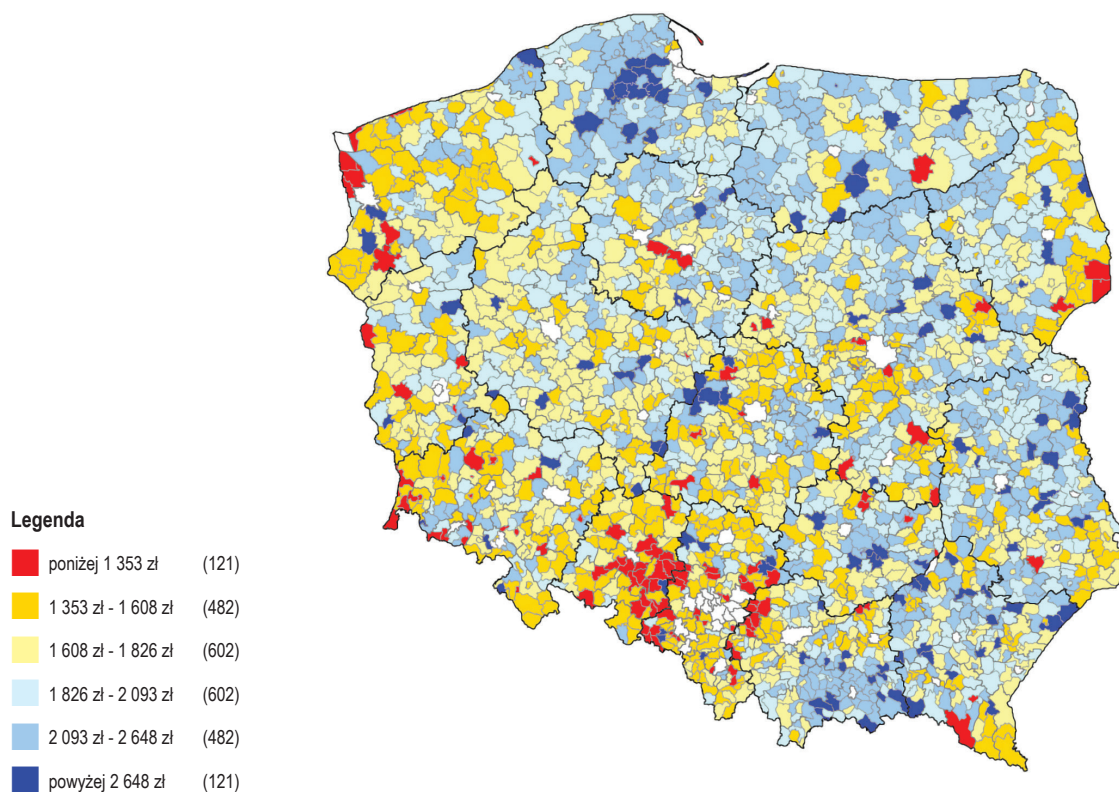 Legenda
poniżej 1 353 zł (121)
1 353 zł - 1 608 zł (482)
1 608 zł - 1 826 zł (602)
1 826 zł - 2 093 zł (602)
2 093 zł - 2 648 zł (482)
powyżej 2 648 zł (121)